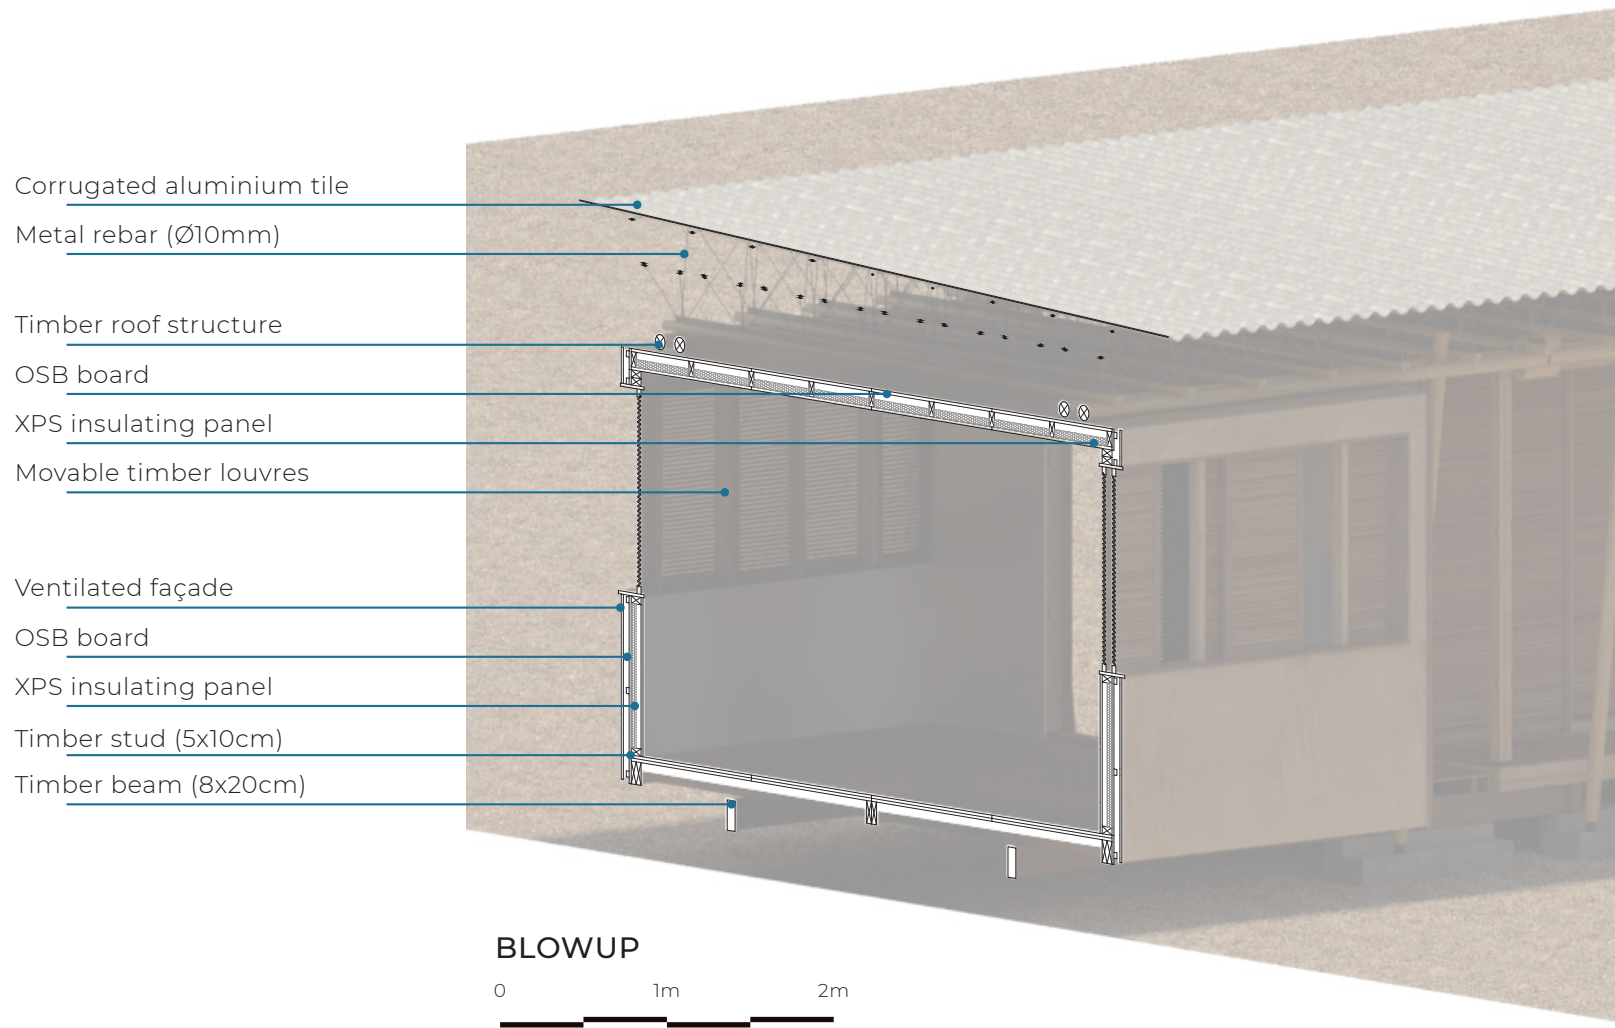 Corrugated aluminium tile
Metal rebar (Ø10mm)
Timber roof structure
OSB board
XPS insulating panel
Movable timber louvres
Ventilated façade
OSB board
XPS insulating panel
Timber stud (5x10cm)
Timber beam (8x20cm)
BLOWUP
0 1m 2m